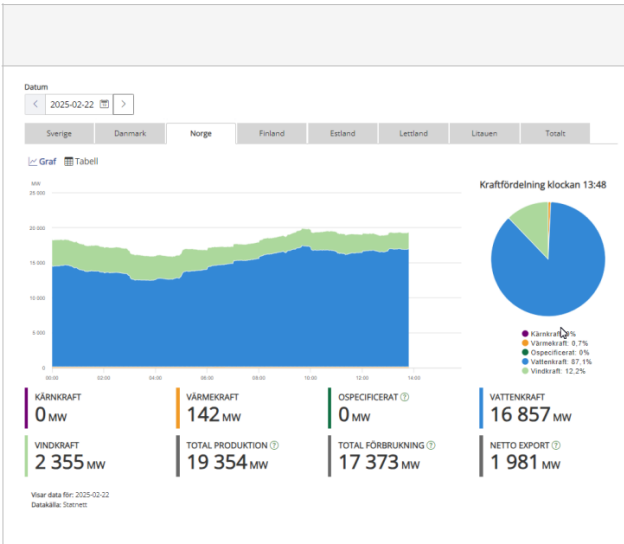 Datum
2025-02-22
Sverige Danmark Norge Finland Estland Lettland Litauen Totalt
Graf Tabell
MW
25 000
20 000
15 000
10 000
5 000
0
00:00 02:00 04:00 06:00 08:00 10:00 12:00 14:00
Kraftfördelning klockan 13:48
Kärnkraft: 0%
Värmekraft: 0,7%
Ospecificerat: 0%
Vattenkraft: 87,1%
Vindkraft: 12,2%
KÄRNKRAFT
0 MW
VÄRMEKRAFT
142 MW
OSPECIFICERAT ?
0 MW
VATTENKRAFT
16 857 MW
VINDKRAFT
2 355 MW
TOTAL PRODUKTION ?
19 354 MW
TOTAL FÖRBRUKNING ?
17 373 MW
NETTO EXPORT ?
1 981 MW
Visar data för: 2025-02-22
Datakälla: Statnett